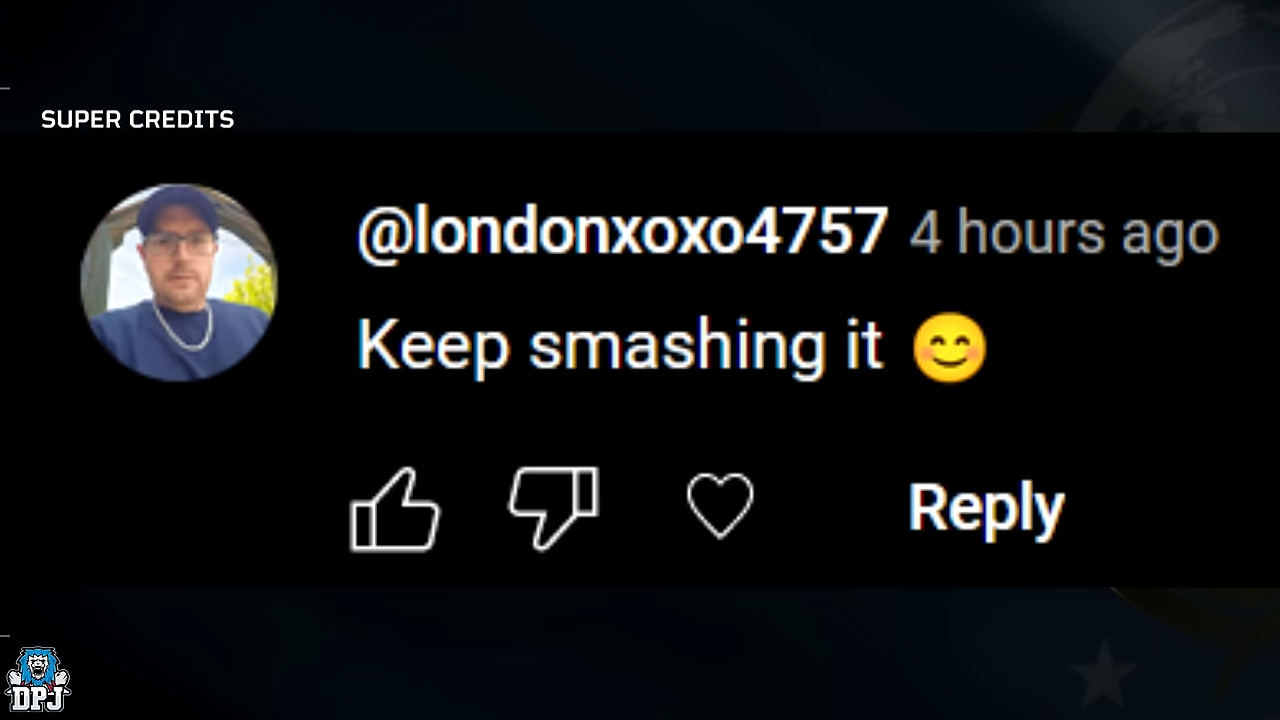 SUPER CREDITS
@londonxoxo4757 4 hours ago
Keep smashing it 😊
Reply
DPJ